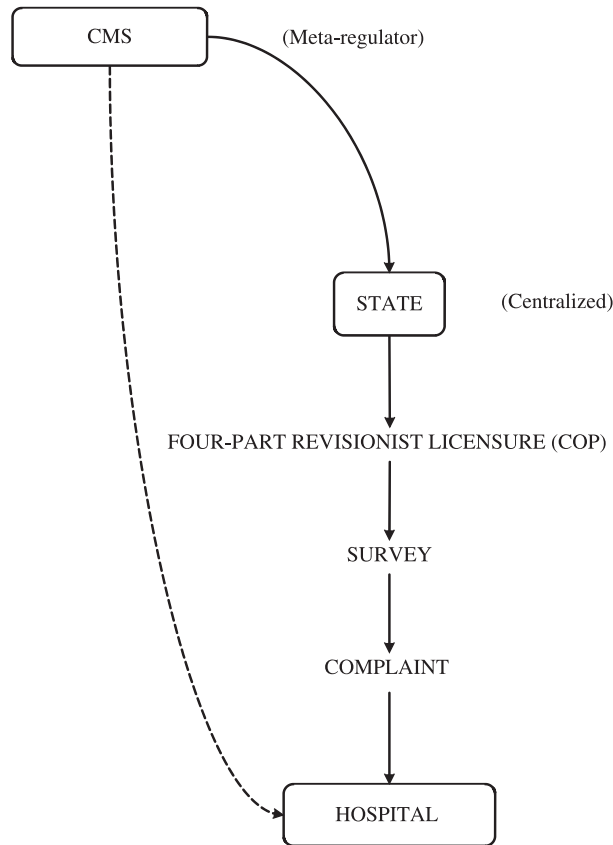 CMS
(Meta-regulator)
STATE
(Centralized)
FOUR-PART REVISIONIST LICENSURE (COP)
SURVEY
COMPLAINT
HOSPITAL